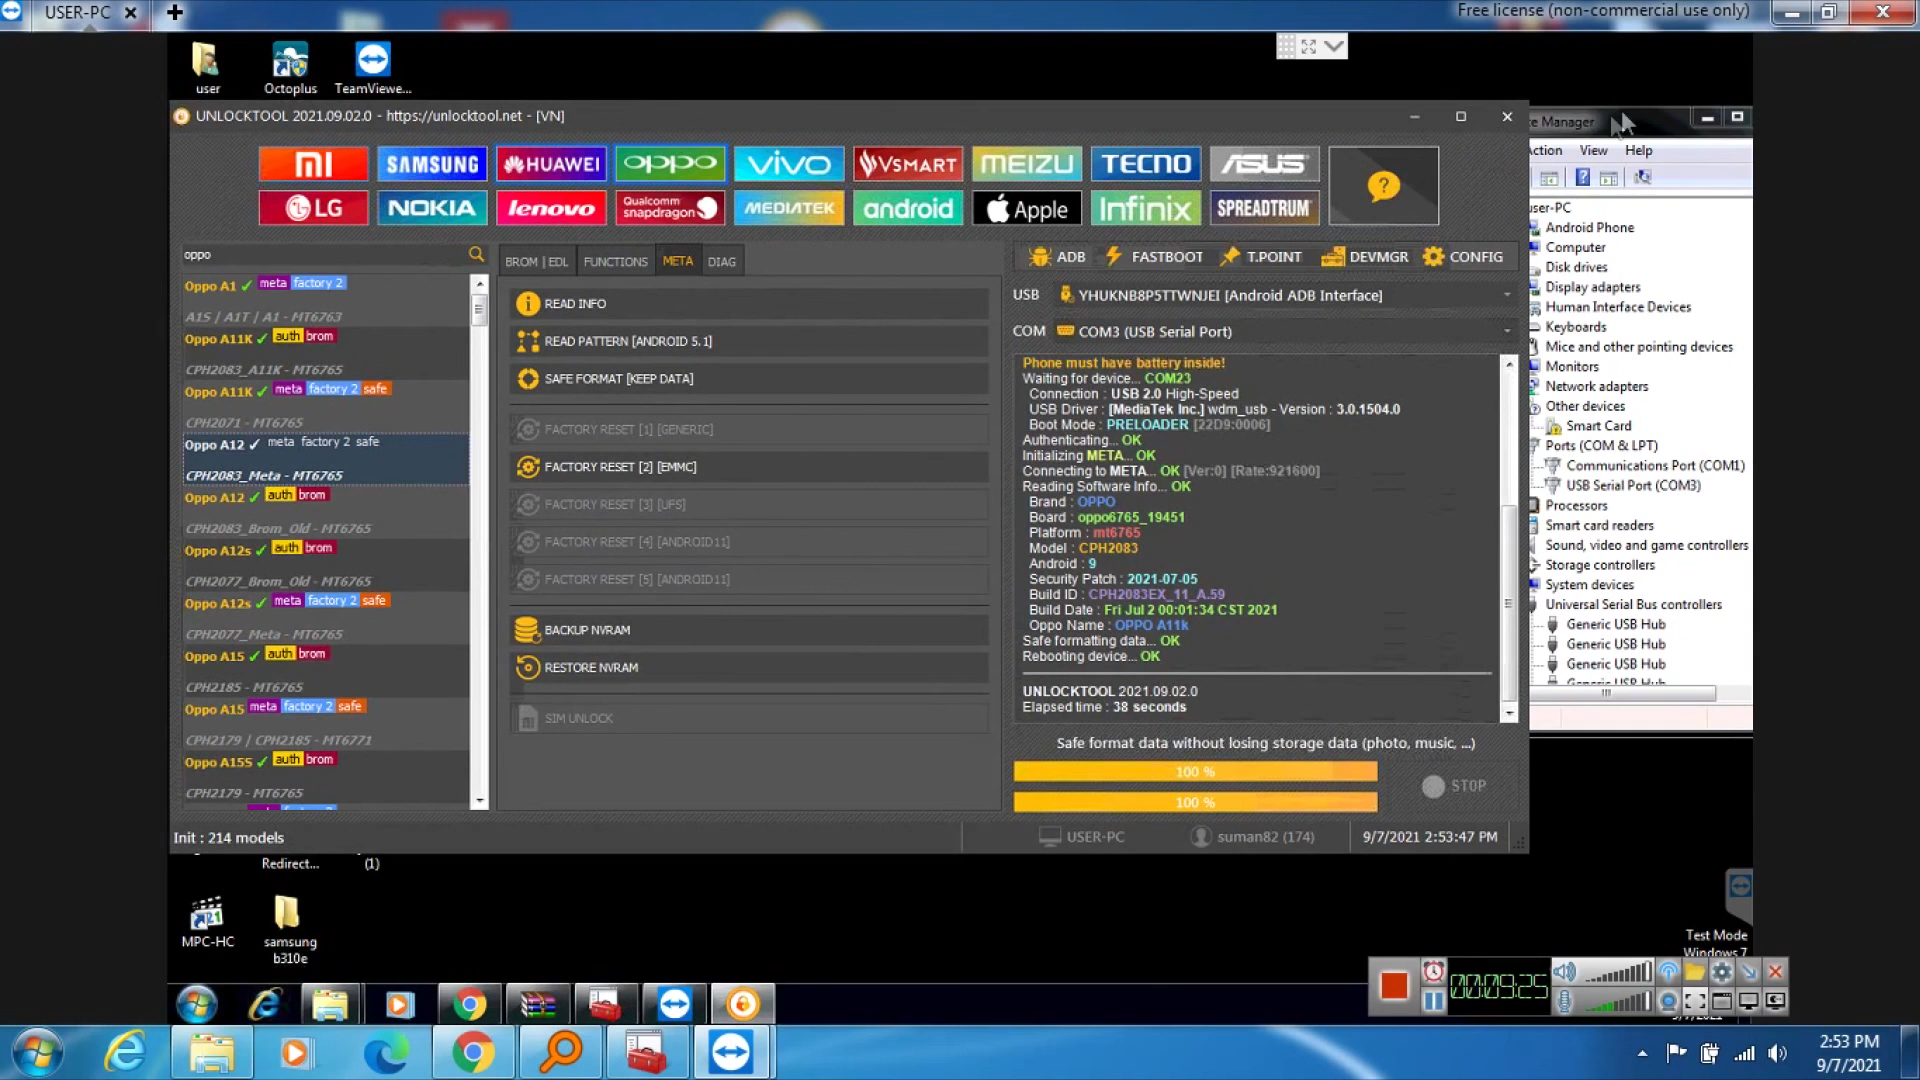 USER-PC
Free license (non-commercial use only)
user
Octoplus
TeamViewe...
UNLOCKTOOL 2021.09.02.0 - https://unlocktool.net - [VN]
MI SAMSUNG HUAWEI oppo vivo VSMART MEIZU TECNO ASUS ?
LG NOKIA lenovo Qualcomm snapdragon MEDIATEK android Apple Infinix SPREADTRUM
oppo
Oppo A1 ✓ meta factory 2
A1S / A1T / A1 - MT6763
Oppo A11K ✓ auth brom
CPH2083_A11K - MT6765
Oppo A11K ✓ meta factory 2 safe
CPH2071 - MT6765
Oppo A12 ✓ meta factory 2 safe
CPH2083_Meta - MT6765
Oppo A12 ✓ auth brom
CPH2083_Brom_Old - MT6765
Oppo A12s ✓ auth brom
CPH2077_Brom_Old - MT6765
Oppo A12s ✓ meta factory 2 safe
CPH2077_Meta - MT6765
Oppo A15 ✓ auth brom
CPH2185 - MT6765
Oppo A15 meta factory 2 safe
CPH2179 / CPH2185 - MT6771
Oppo A15S ✓ auth brom
CPH2179 - MT6765
Init : 214 models
BROM | EDL FUNCTIONS META DIAG
READ INFO
READ PATTERN [ANDROID 5.1]
SAFE FORMAT [KEEP DATA]
FACTORY RESET [1] [GENERIC]
FACTORY RESET [2] [EMMC]
FACTORY RESET [3] [UFS]
FACTORY RESET [4] [ANDROID11]
FACTORY RESET [5] [ANDROID11]
BACKUP NVRAM
RESTORE NVRAM
SIM UNLOCK
ADB FASTBOOT T.POINT DEVMGR CONFIG
USB YHUKNB8P5TTWNJEI [Android ADB Interface]
COM COM3 (USB Serial Port)
Phone must have battery inside!
Waiting for device... COM23
Connection : USB 2.0 High-Speed
USB Driver : [MediaTek Inc.] wdm_usb - Version : 3.0.1504.0
Boot Mode : PRELOADER [22D9:0006]
Authenticating... OK
Initializing META... OK
Connecting to META... OK [Ver:0] [Rate:921600]
Reading Software Info... OK
Brand : OPPO
Board : oppo6765_19451
Platform : mt6765
Model : CPH2083
Android : 9
Security Patch : 2021-07-05
Build ID : CPH2083EX_11_A.59
Build Date : Fri Jul 2 00:01:34 CST 2021
Oppo Name : OPPO A11k
Safe formatting data... OK
Rebooting device... OK
UNLOCKTOOL 2021.09.02.0
Elapsed time : 38 seconds
Safe format data without losing storage data (photo, music, ...)
100 %
100 %
STOP
USER-PC
suman82 (174)
9/7/2021 2:53:47 PM
ce Manager
Action View Help
user-PC
Android Phone
Computer
Disk drives
Display adapters
Human Interface Devices
Keyboards
Mice and other pointing devices
Monitors
Network adapters
Other devices
Smart Card
Ports (COM & LPT)
Communications Port (COM1)
USB Serial Port (COM3)
Processors
Smart card readers
Sound, video and game controllers
Storage controllers
System devices
Universal Serial Bus controllers
Generic USB Hub
Generic USB Hub
Generic USB Hub
Generic USB Hub
Redirect...
(1)
MPC-HC
samsung
b310e
Test Mode
Windows 7
00:09:25
2:53 PM
9/7/2021